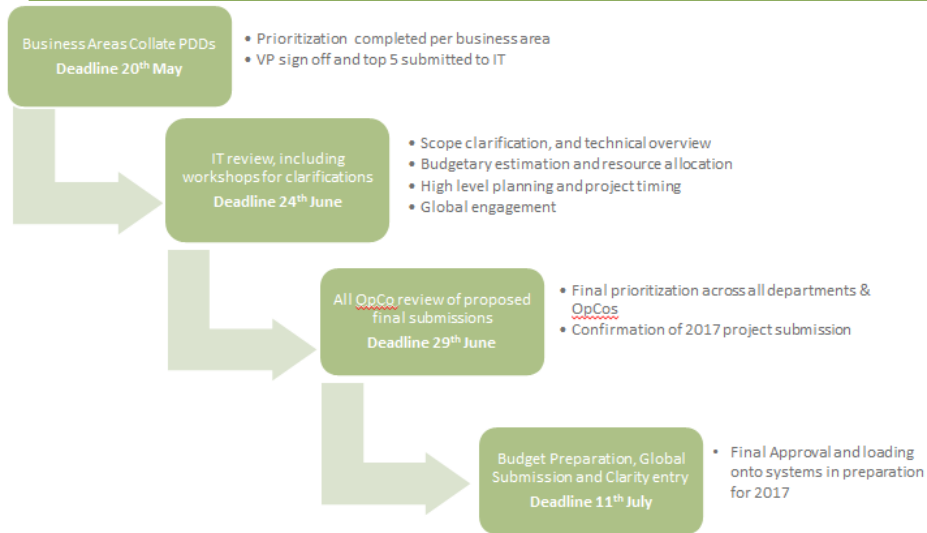 Business Areas Collate PDDs
Deadline 20th May
• Prioritization completed per business area
• VP sign off and top 5 submitted to IT
IT review, including
workshops for clarifications
Deadline 24th June
• Scope clarification, and technical overview
• Budgetary estimation and resource allocation
• High level planning and project timing
• Global engagement
All OpCo review of proposed
final submissions
Deadline 29th June
• Final prioritization across all departments &
OpCos
• Confirmation of 2017 project submission
Budget Preparation, Global
Submission and Clarity entry
Deadline 11th July
• Final Approval and loading
onto systems in preparation
for 2017